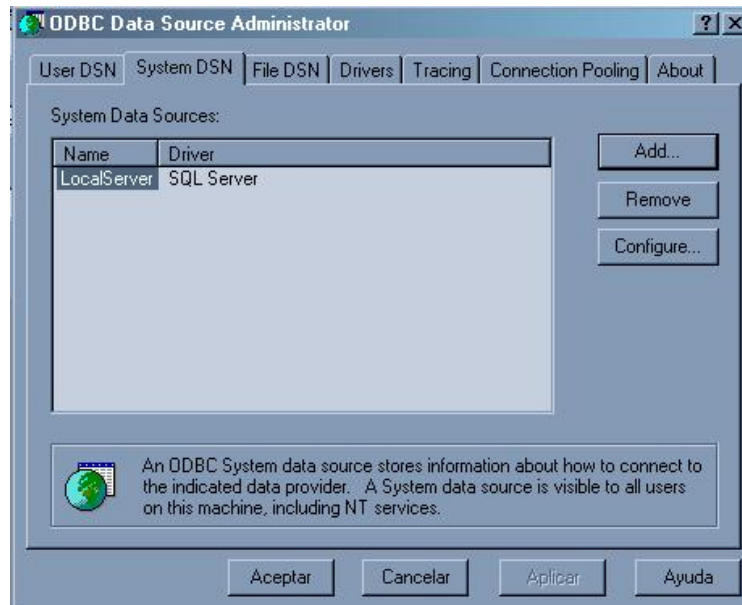 ODBC Data Source Administrator
User DSN System DSN File DSN Drivers Tracing Connection Pooling About
System Data Sources:
Name Driver
LocalServer SQL Server
Add...
Remove
Configure...
An ODBC System data source stores information about how to connect to
the indicated data provider. A System data source is visible to all users
on this machine, including NT services.
Aceptar Cancelar Aplicar Ayuda